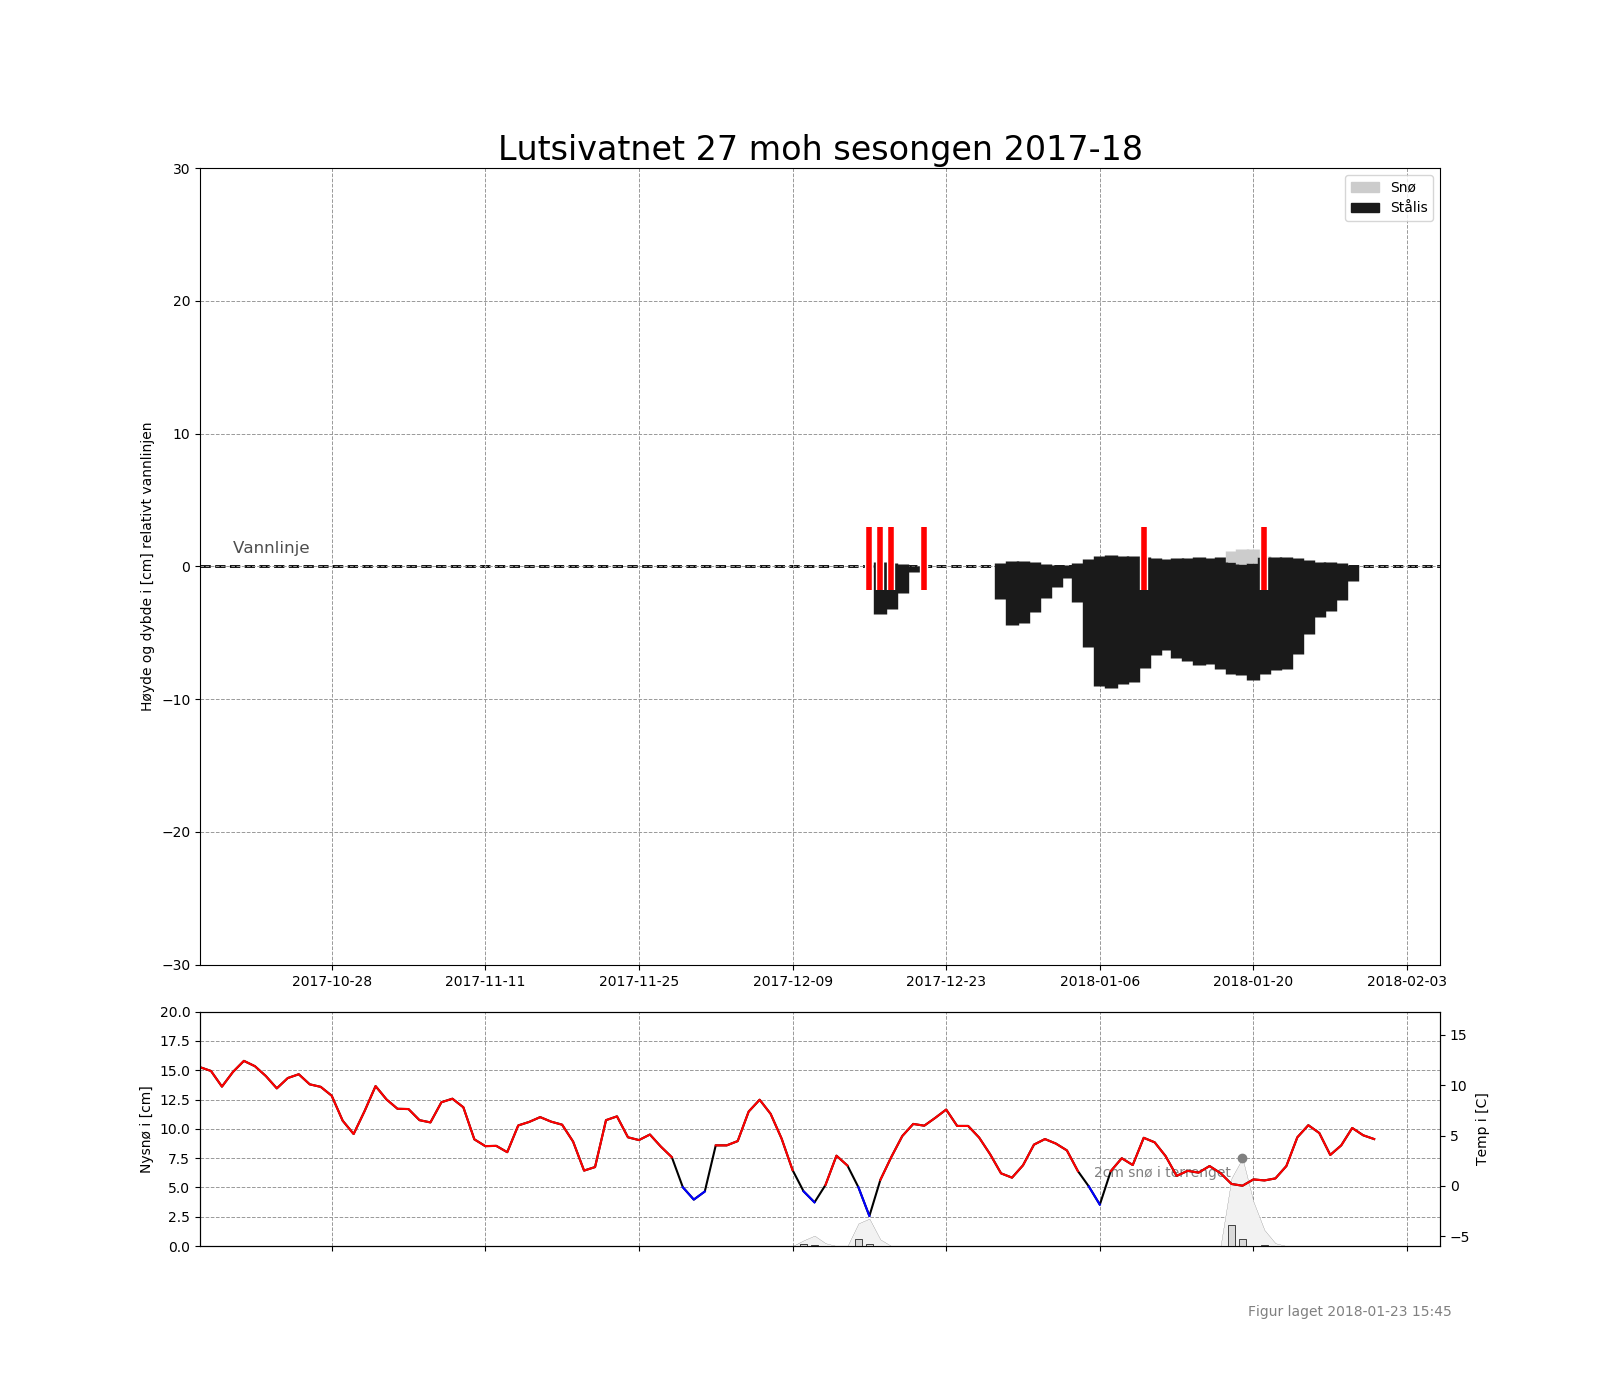 Lutsivatnet 27 moh sesongen 2017-18
30
20
10
0
−10
−20
−30
Høyde og dybde i [cm] relativt vannlinjen
Snø
Stålis
Vannlinje
2017-10-28 2017-11-11 2017-11-25 2017-12-09 2017-12-23 2018-01-06 2018-01-20 2018-02-03
20.0
17.5
15.0
12.5
10.0
7.5
5.0
2.5
0.0
Nysnø i [cm]
2cm snø i terrenget
15
10
5
0
−5
Temp i [C]
Figur laget 2018-01-23 15:45